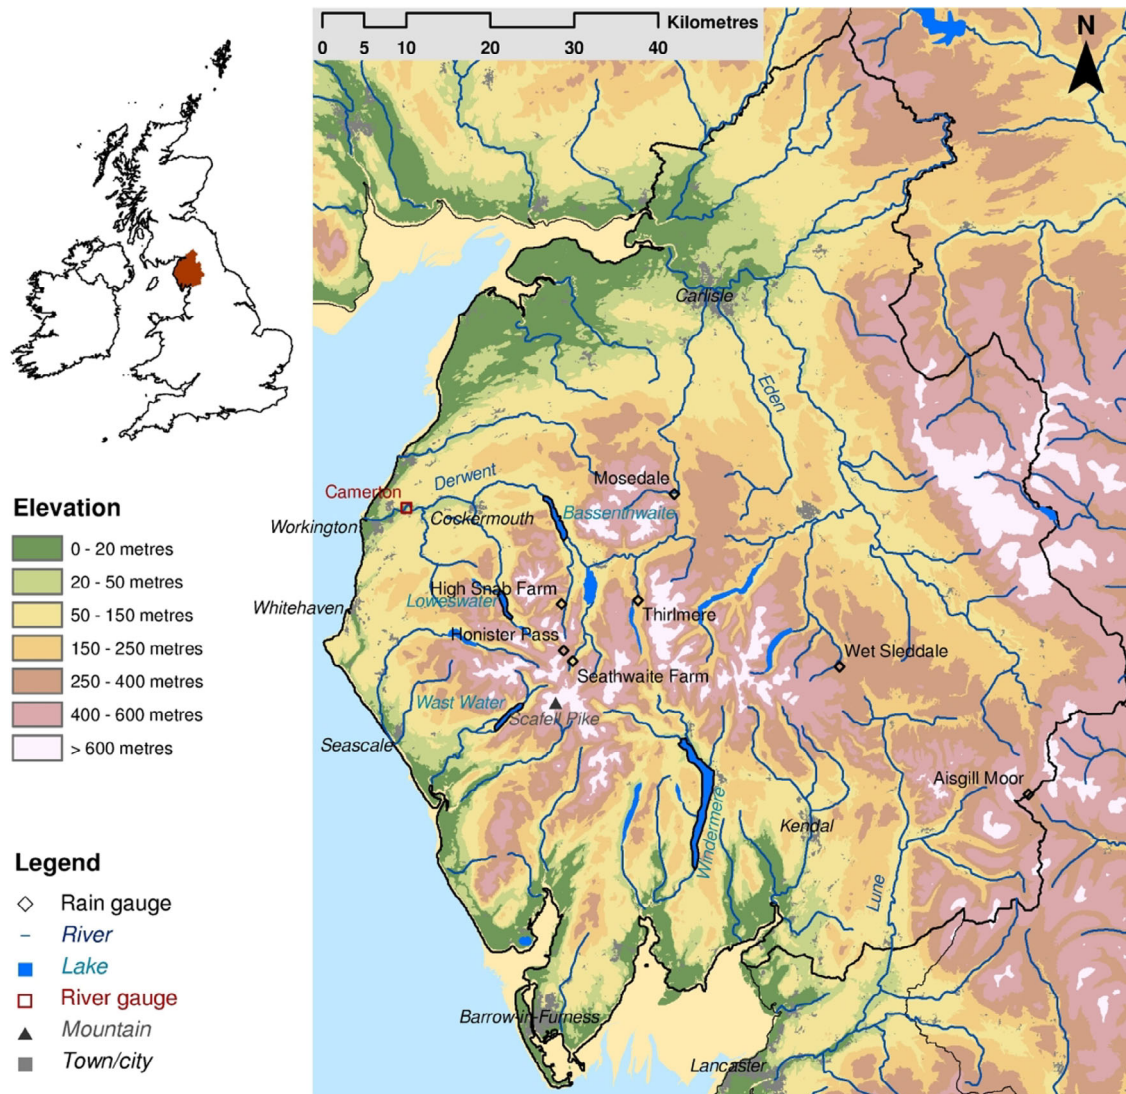 Kilometres
0 5 10 20 30 40
N
Carlisle
Eden
Mosedale
Derwent
Camerton
Bassenthwaite
Cockermouth
Workington
High Snab Farm
Loweswater
Whitehaven
Thirlmere
Honister Pass
Wet Sleddale
Seathwaite Farm
Wast Water
Scafell Pike
Seascale
Aisgill Moor
Windermere
Kendal
Lune
Barrow-in-Furness
Lancaster
Elevation
0 - 20 metres
20 - 50 metres
50 - 150 metres
150 - 250 metres
250 - 400 metres
400 - 600 metres
> 600 metres
Legend
Rain gauge
River
Lake
River gauge
Mountain
Town/city